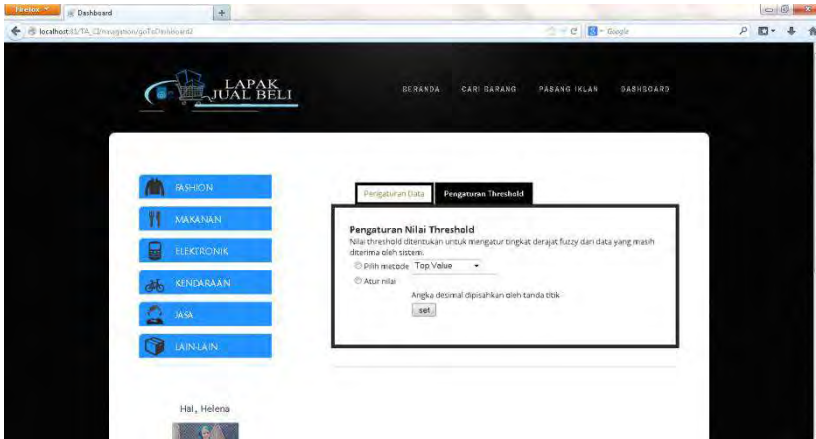 Firefox
Dashboard
localhost:81/TA_CI/navigation/goToDashboard2
Google
LAPAK
JUAL BELI
BERANDA CARI BARANG PASANG IKLAN DASHBOARD
FASHION
MAKANAN
ELEKTRONIK
KENDARAAN
JASA
LAIN-LAIN
Pengaturan Data Pengaturan Threshold
Pengaturan Nilai Threshold
Nilai threshold ditentukan untuk mengatur tingkat derajat fuzzy dari data yang masih
diterima oleh sistem.
Pilih metode Top Value
Atur nilai
Angka desimal dipisahkan oleh tanda titik
set
Hai, Helena